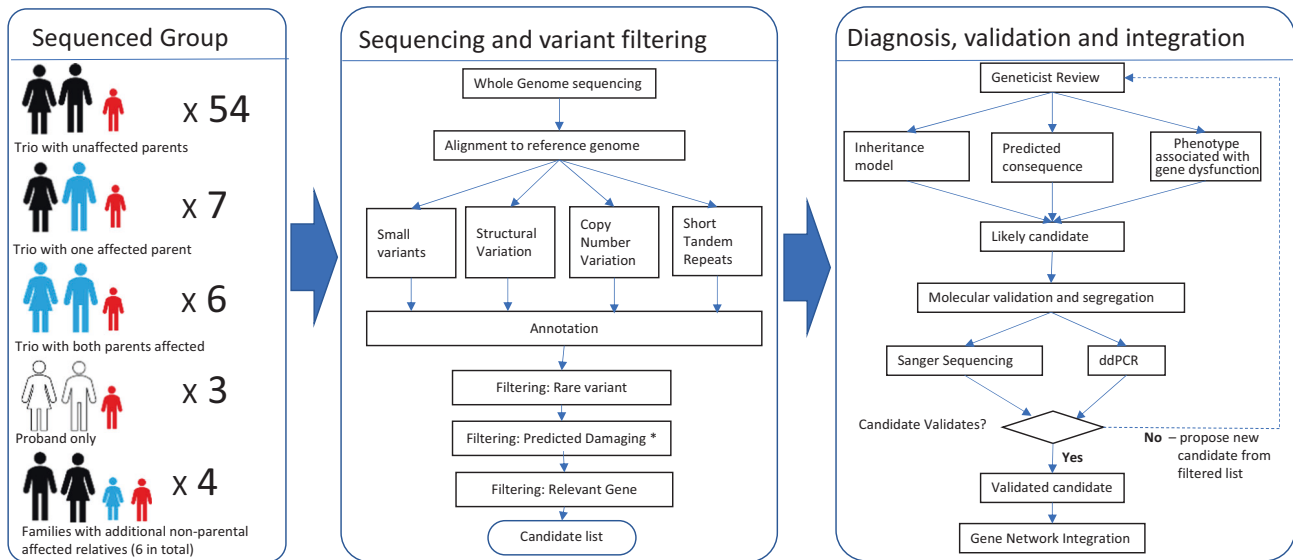 Sequenced Group
x 54
Trio with unaffected parents
x 7
Trio with one affected parent
x 6
Trio with both parents affected
x 3
Proband only
x 4
Families with additional non-parental
affected relatives (6 in total)
Sequencing and variant filtering
Whole Genome sequencing
Alignment to reference genome
Small
variants
Structural
Variation
Copy
Number
Variation
Short
Tandem
Repeats
Annotation
Filtering: Rare variant
Filtering: Predicted Damaging *
Filtering: Relevant Gene
Candidate list
Diagnosis, validation and integration
Geneticist Review
Inheritance
model
Predicted
consequence
Phenotype
associated with
gene dysfunction
Likely candidate
Molecular validation and segregation
Sanger Sequencing
ddPCR
Candidate Validates?
No – propose new
candidate from
filtered list
Yes
Validated candidate
Gene Network Integration